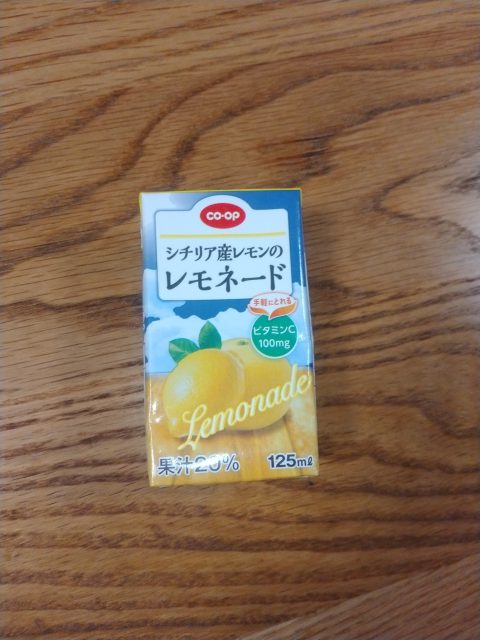 CO·OP
シチリア産レモンの
レモネード
手軽にとれる
ビタミンC
100mg
Lemonade
果汁20%
125ml